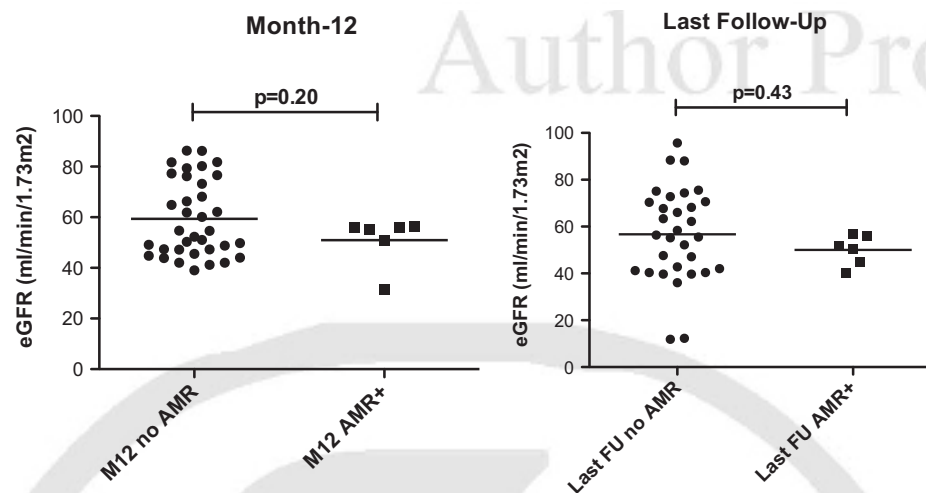 Month-12
Last Follow-Up
Author Pre
p=0.20
p=0.43
eGFR (ml/min/1.73m2)
100
80
60
40
20
0
M12 no AMR
M12 AMR+
eGFR (ml/min/1.73m2)
100
80
60
40
20
0
Last FU no AMR
Last FU AMR+